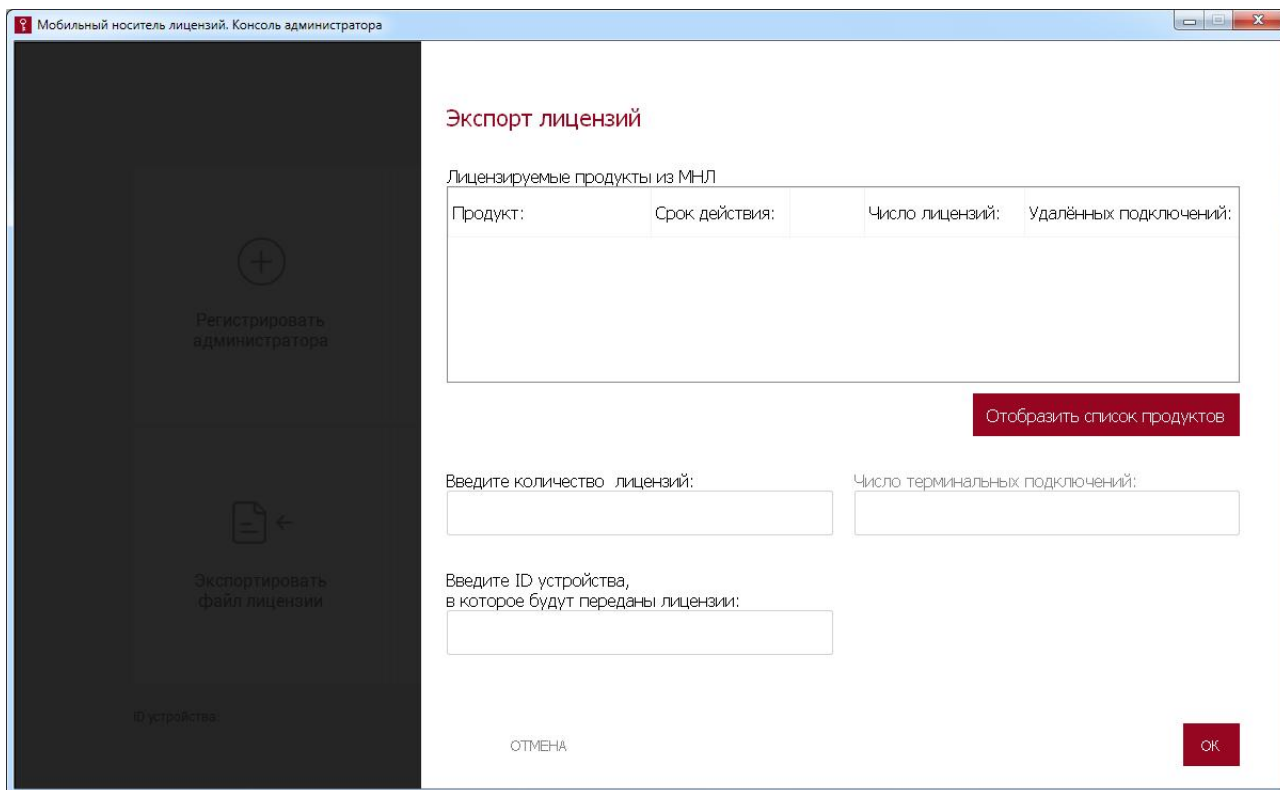 Мобильный носитель лицензий. Консоль администратора
Экспорт лицензий
Лицензируемые продукты из МНЛ
Продукт: Срок действия: Число лицензий: Удалённых подключений:
Регистрировать
администратора
Отобразить список продуктов
Введите количество лицензий: Число терминальных подключений:
Экспортировать
файл лицензии
Введите ID устройства,
в которое будут переданы лицензии:
ID устройства:
ОТМЕНА
ОК